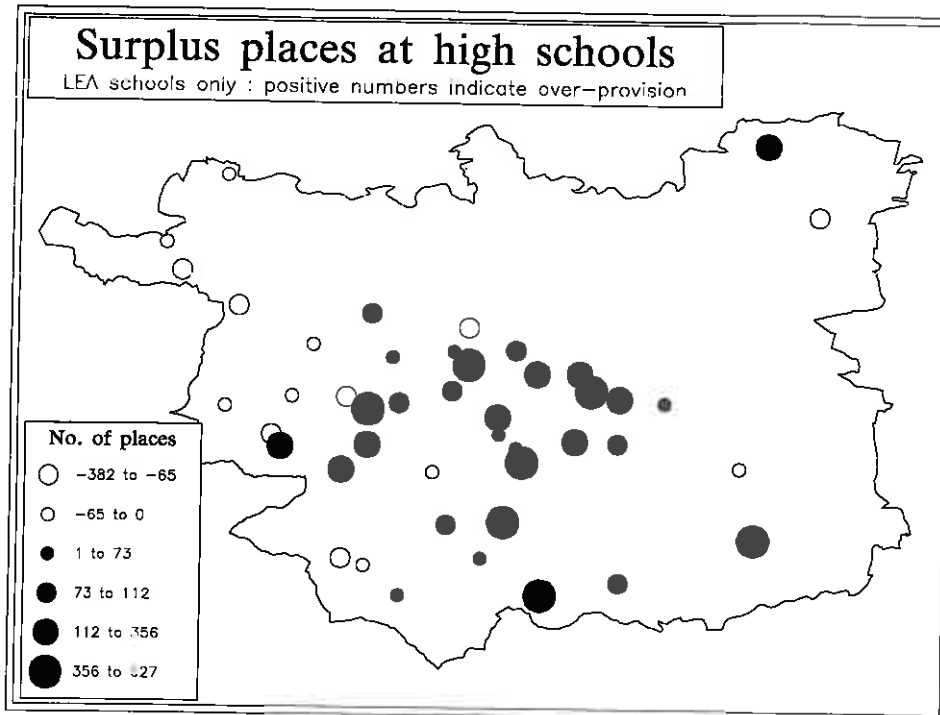 Surplus places at high schools
LEA schools only : positive numbers indicate over-provision
No. of places
-382 to -65
-65 to 0
1 to 73
73 to 112
112 to 356
356 to